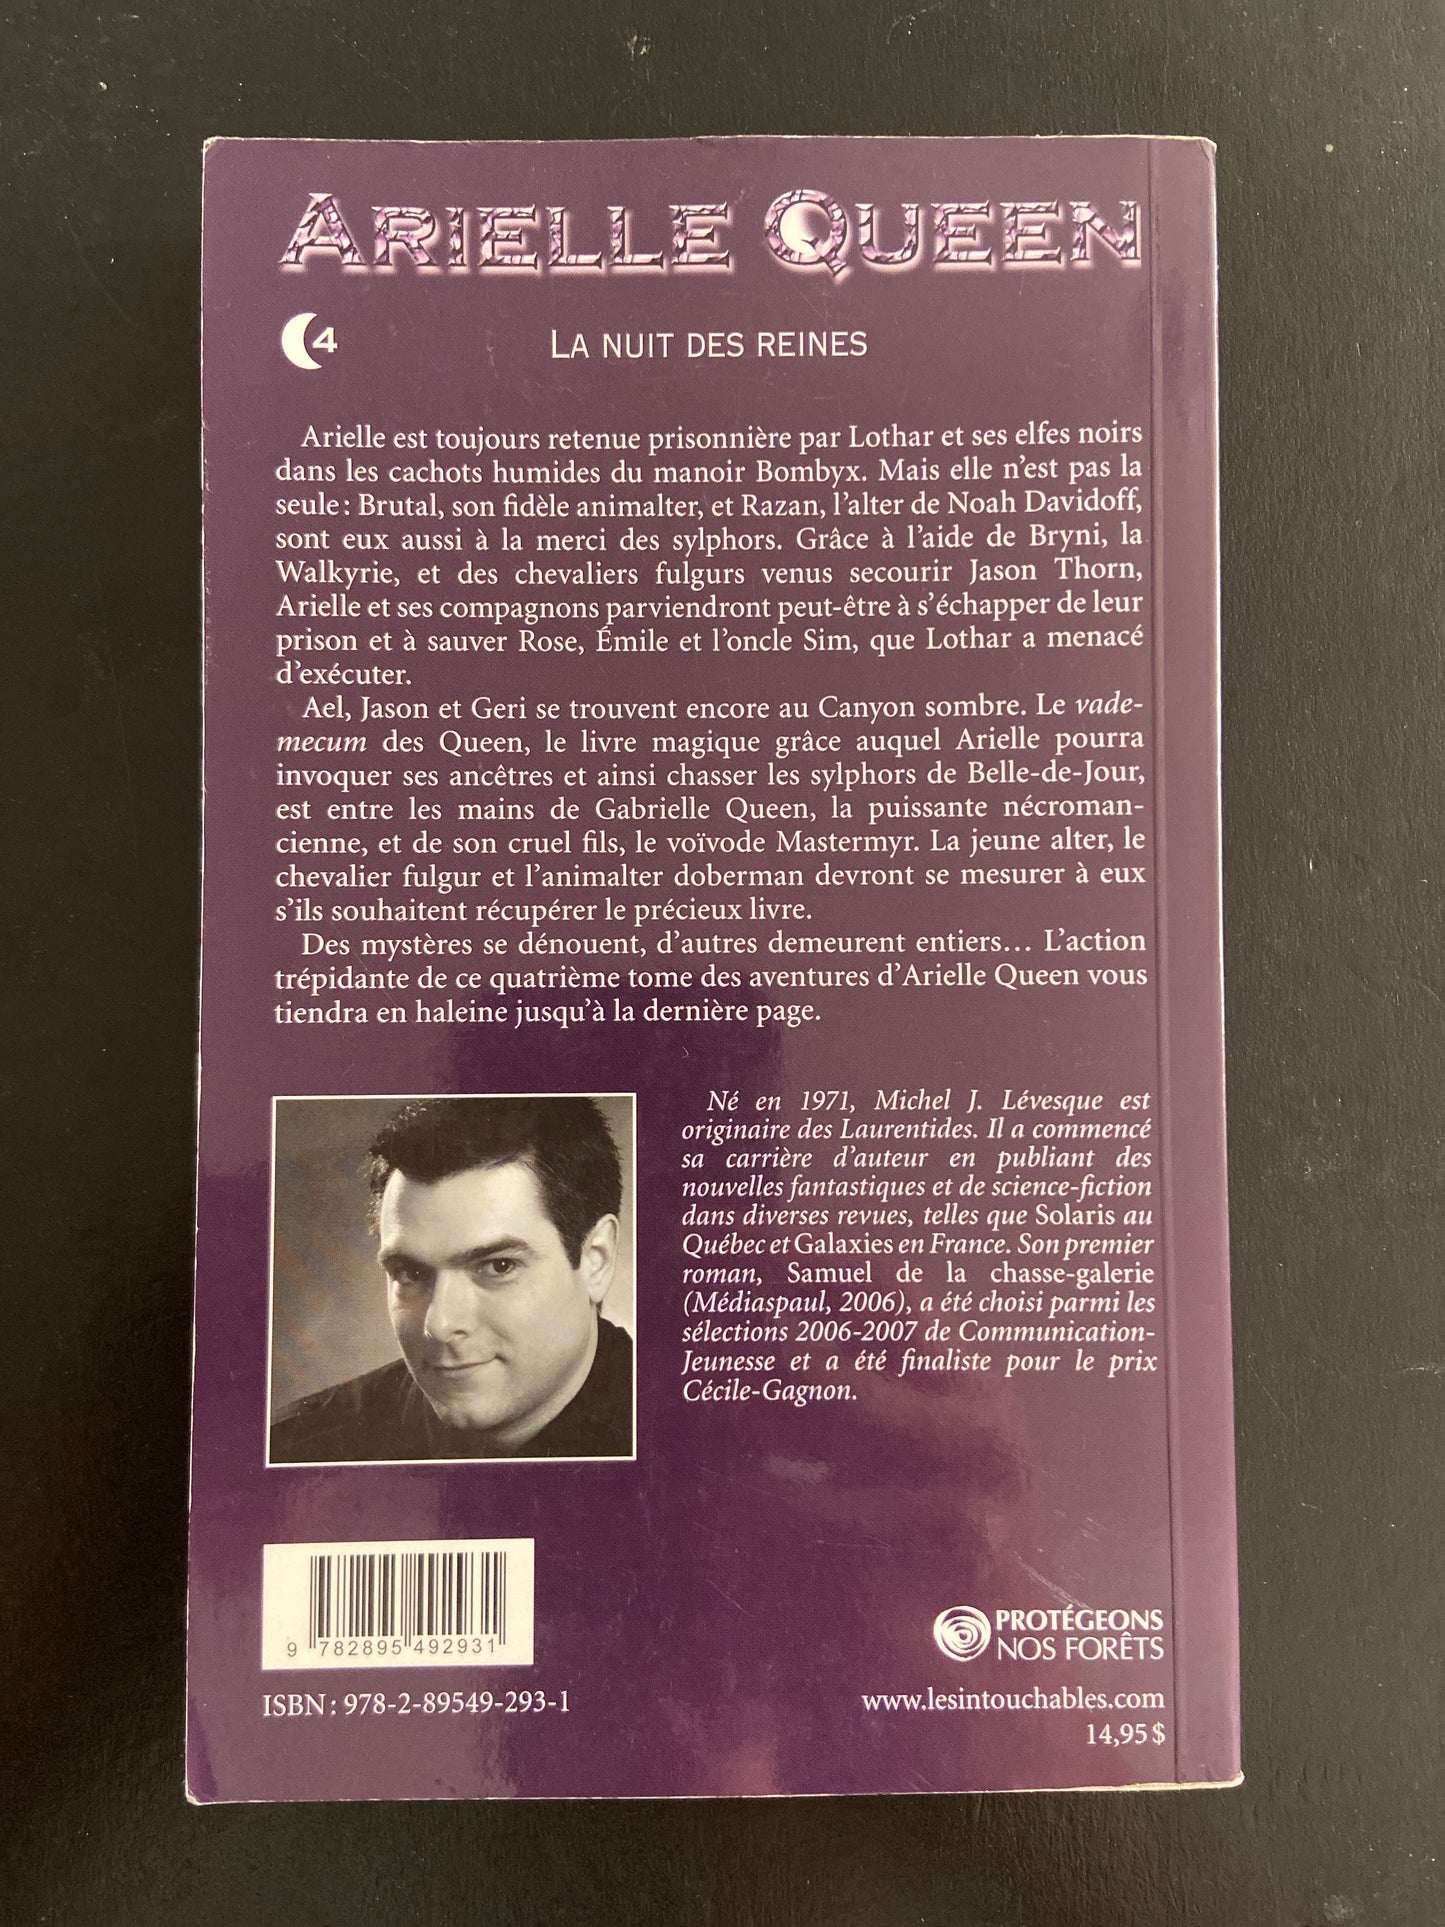 ARIELLE QUEEN
4
LA NUIT DES REINES
Arielle est toujours retenue prisonnière par Lothar et ses elfes noirs
dans les cachots humides du manoir Bombyx. Mais elle n'est pas la
seule : Brutal, son fidèle animalter, et Razan, l'alter de Noah Davidoff,
sont eux aussi à la merci des sylphors. Grâce à l'aide de Bryni, la
Walkyrie, et des chevaliers fulgurs venus secourir Jason Thorn,
Arielle et ses compagnons parviendront peut-être à s'échapper de leur
prison et à sauver Rose, Émile et l'oncle Sim, que Lothar a menacé
d'exécuter.
Ael, Jason et Geri se trouvent encore au Canyon sombre. Le vade-
mecum des Queen, le livre magique grâce auquel Arielle pourra
invoquer ses ancêtres et ainsi chasser les sylphors de Belle-de-Jour,
est entre les mains de Gabrielle Queen, la puissante nécroman-
cienne, et de son cruel fils, le voïvode Mastermyr. La jeune alter, le
chevalier fulgur et l'animalter doberman devront se mesurer à eux
s'ils souhaitent récupérer le précieux livre.
Des mystères se dénouent, d'autres demeurent entiers… L'action
trépidante de ce quatrième tome des aventures d'Arielle Queen vous
tiendra en haleine jusqu'à la dernière page.
Né en 1971, Michel J. Lévesque est
originaire des Laurentides. Il a commencé
sa carrière d'auteur en publiant des
nouvelles fantastiques et de science-fiction
dans diverses revues, telles que Solaris au
Québec et Galaxies en France. Son premier
roman, Samuel de la chasse-galerie
(Médiaspaul, 2006), a été choisi parmi les
sélections 2006-2007 de Communication-
Jeunesse et a été finaliste pour le prix
Cécile-Gagnon.
9 782895 492931
ISBN : 978-2-89549-293-1
PROTÉGEONS
NOS FORÊTS
www.lesintouchables.com
14,95 $